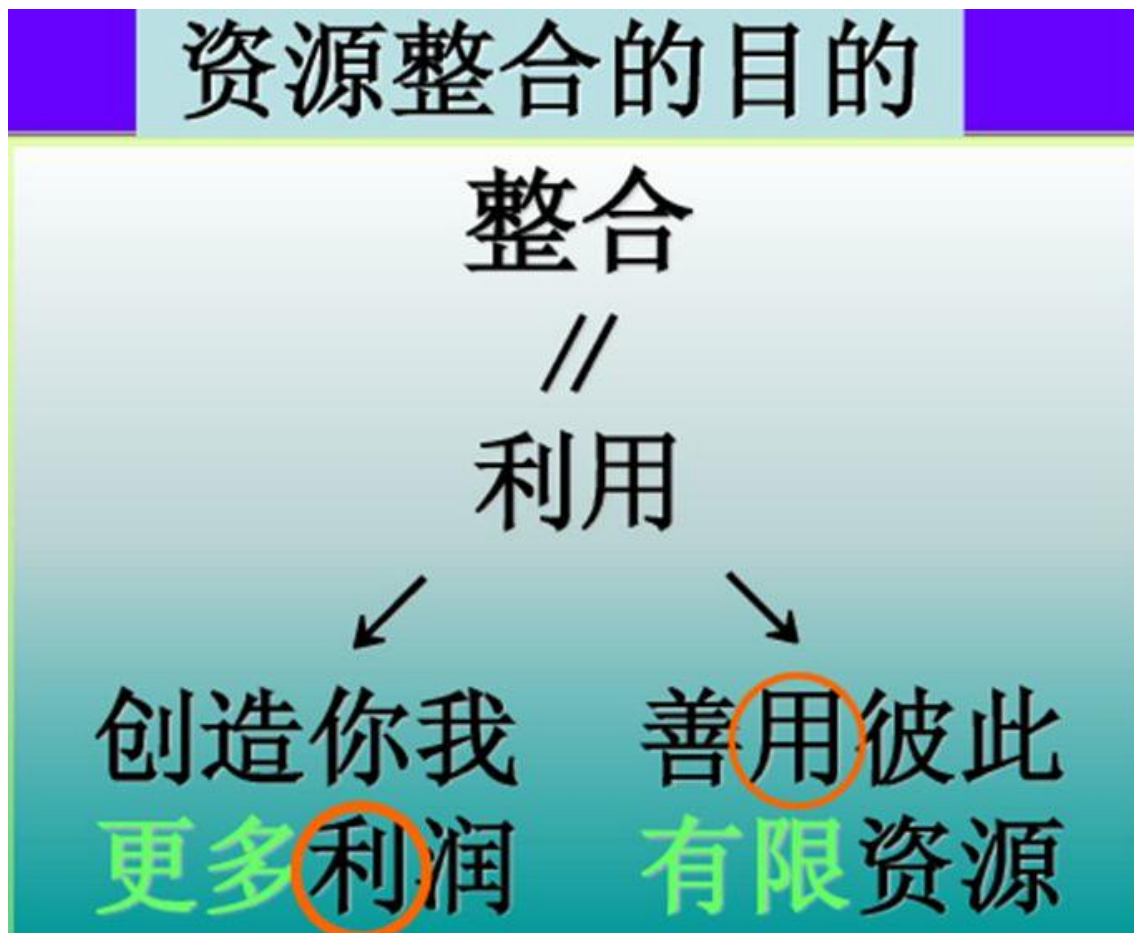 资源整合的目的
整合
//
利用
创造你我
更多利润
善用彼此
有限资源